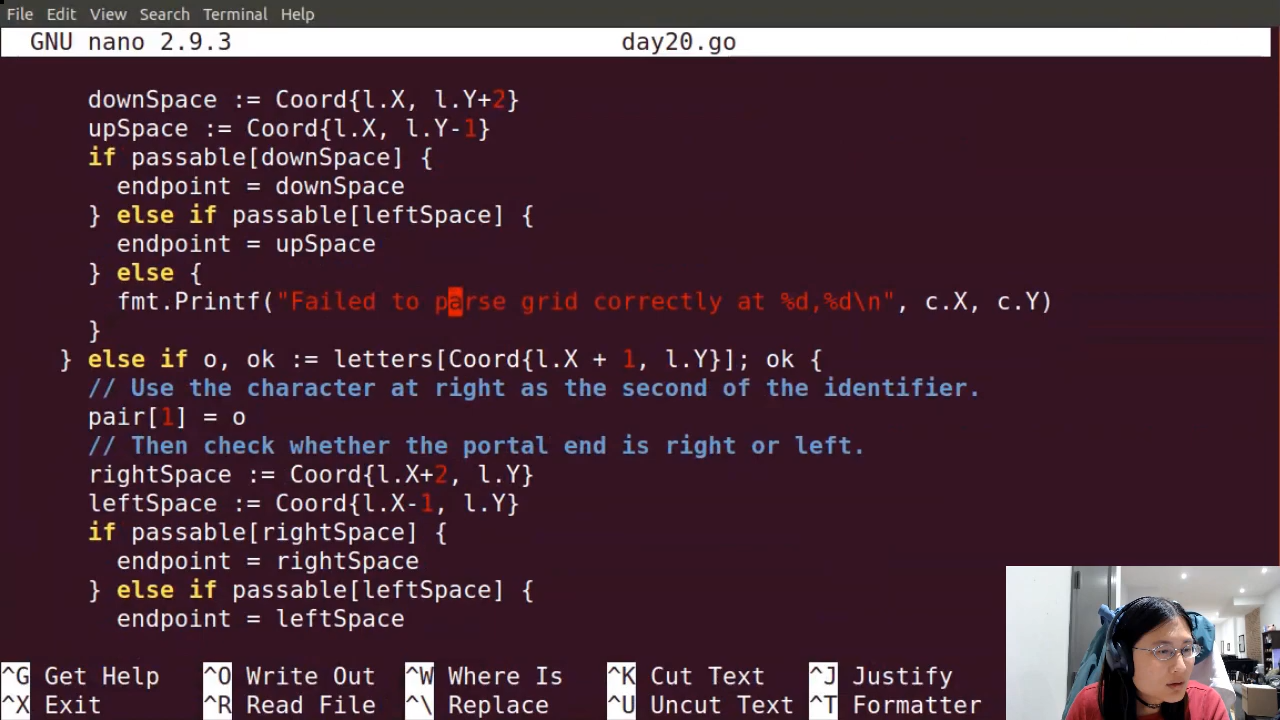 File Edit View Search Terminal Help
GNU nano 2.9.3 day20.go
downSpace := Coord{l.X, l.Y+2}
upSpace := Coord{l.X, l.Y-1}
if passable[downSpace] {
endpoint = downSpace
} else if passable[leftSpace] {
endpoint = upSpace
} else {
fmt.Printf("Failed to parse grid correctly at %d,%d\n", c.X, c.Y)
}
} else if o, ok := letters[Coord{l.X + 1, l.Y}]; ok {
// Use the character at right as the second of the identifier.
pair[1] = o
// Then check whether the portal end is right or left.
rightSpace := Coord{l.X+2, l.Y}
leftSpace := Coord{l.X-1, l.Y}
if passable[rightSpace] {
endpoint = rightSpace
} else if passable[leftSpace] {
endpoint = leftSpace
^G Get Help ^O Write Out ^W Where Is ^K Cut Text ^J Justify
^X Exit ^R Read File ^\ Replace ^U Uncut Text ^T Formatter